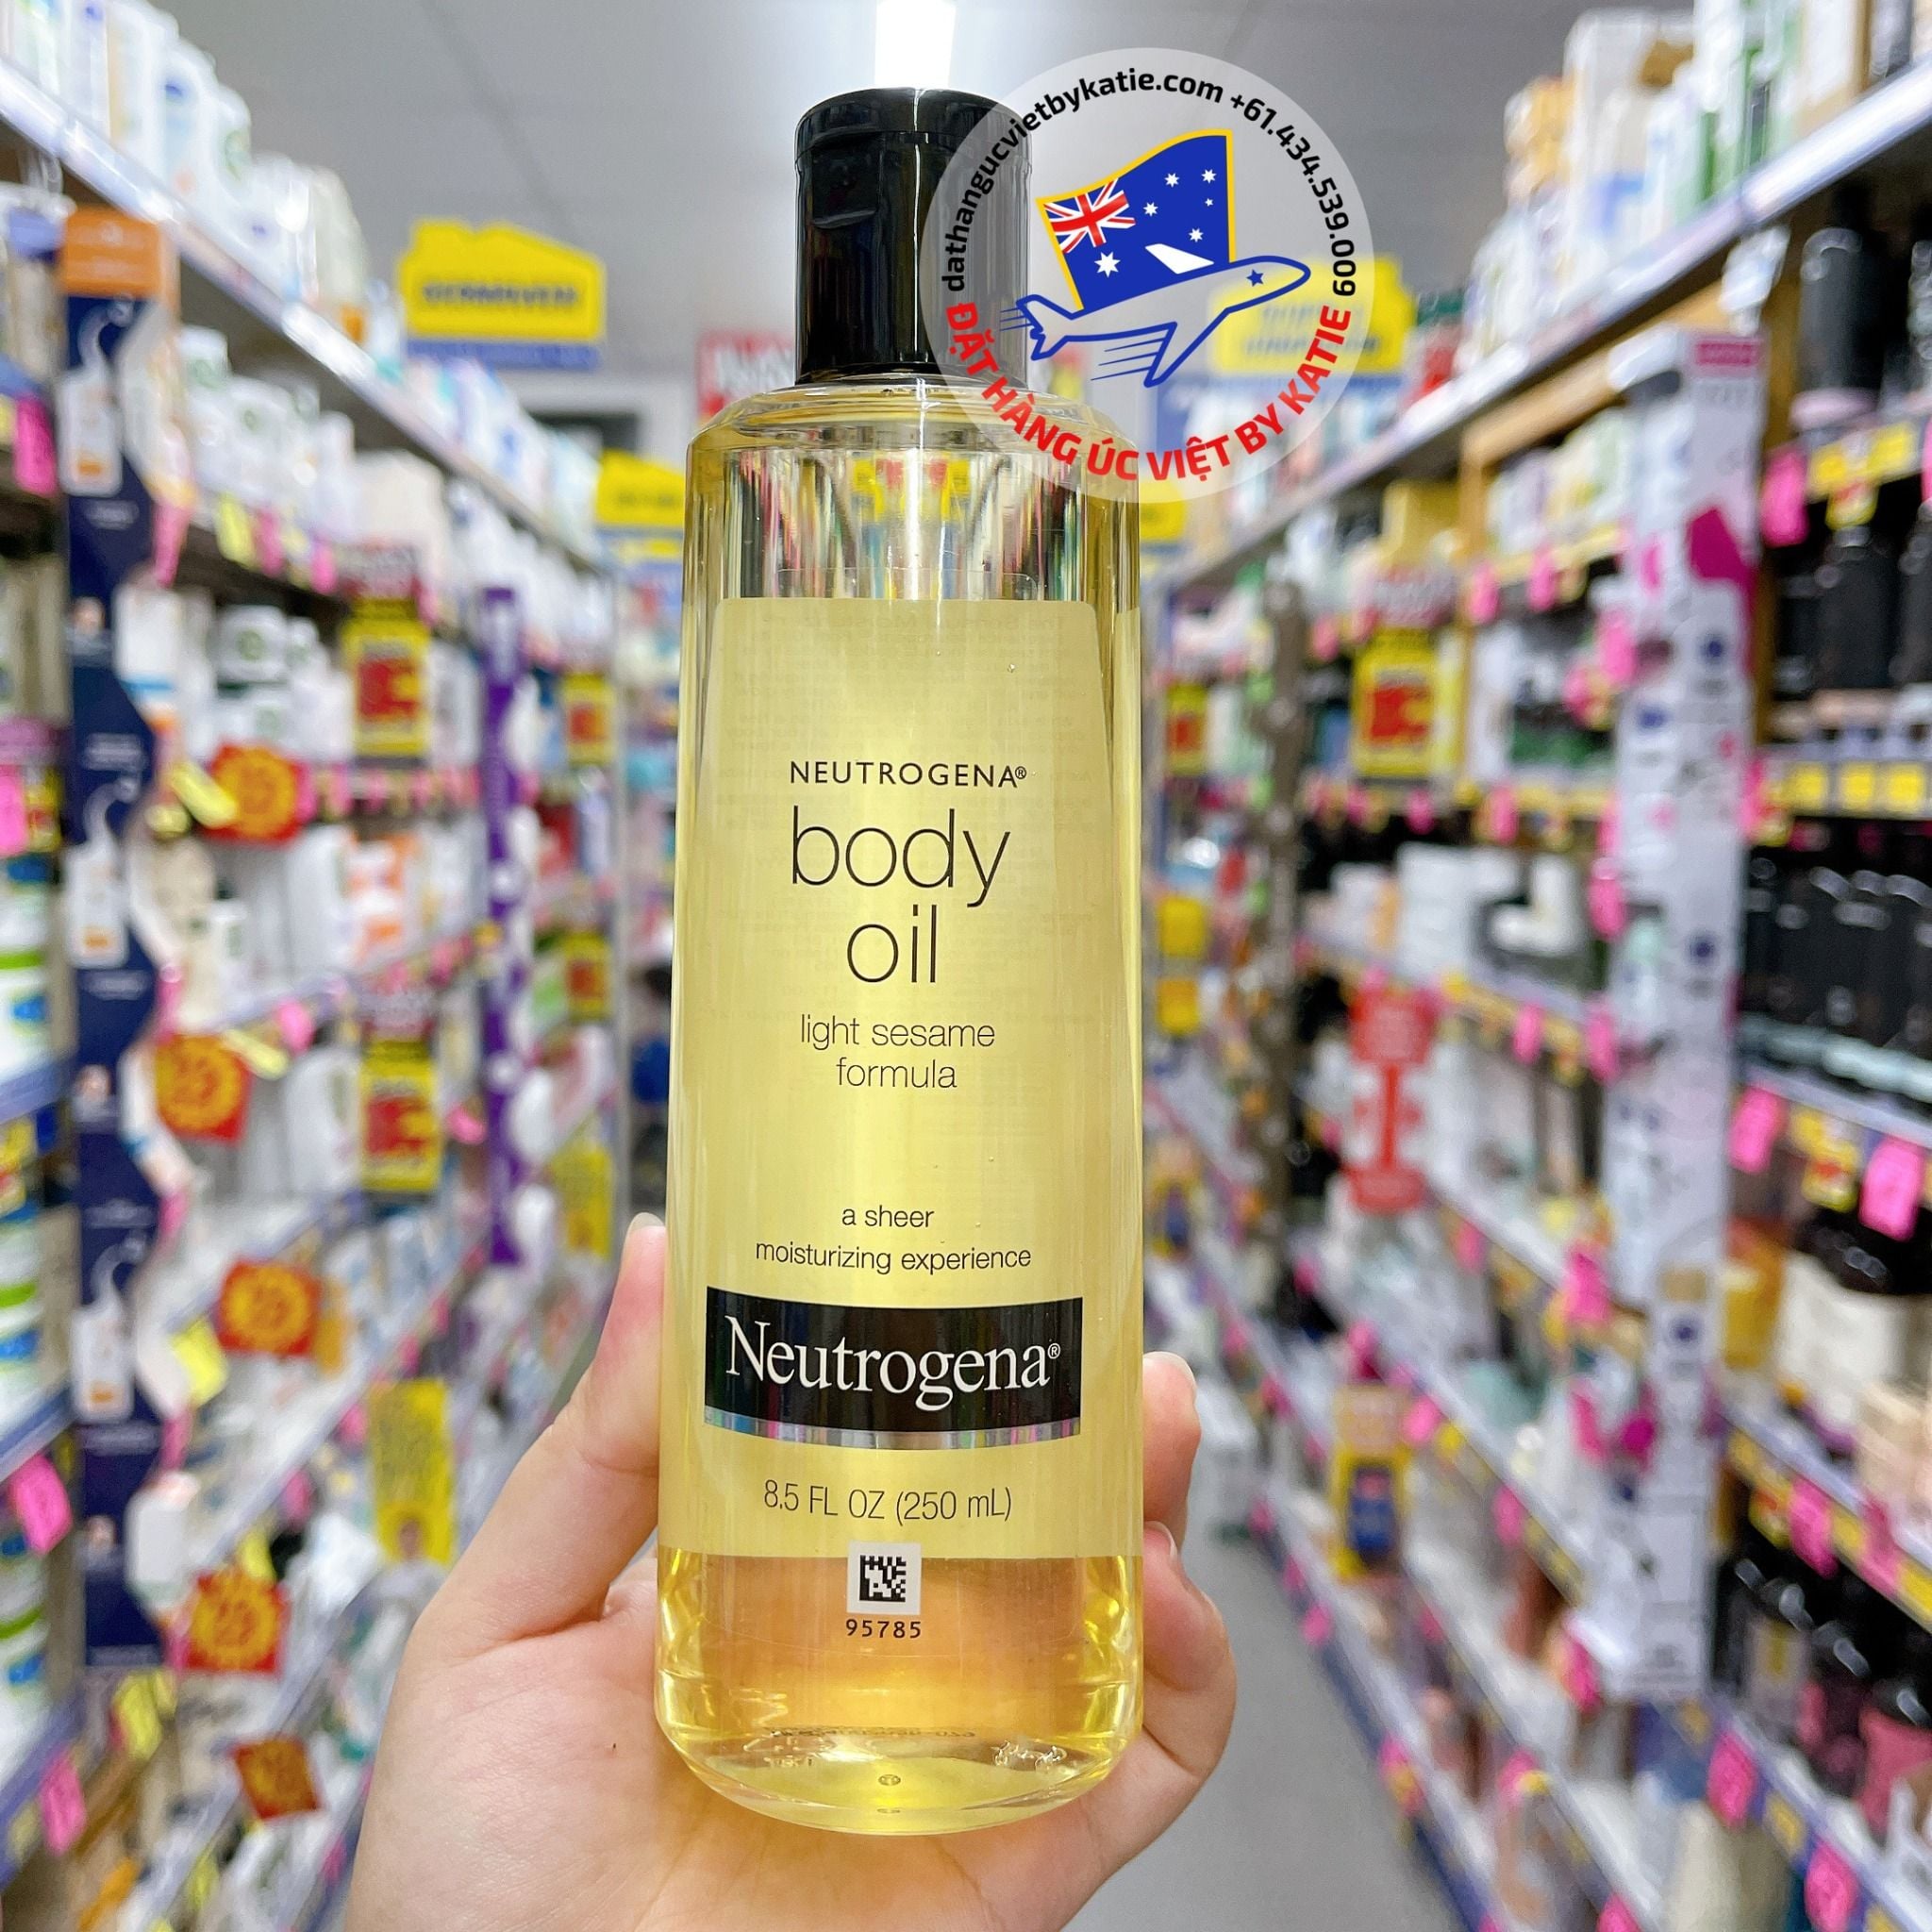 dathangucvietbykatie.com +61.434.539.009
ĐẶT HÀNG ÚC VIỆT BY KATIE
NEUTROGENA®
body
oil
light sesame
formula
a sheer
moisturizing experience
Neutrogena®
8.5 FL OZ (250 mL)
95785